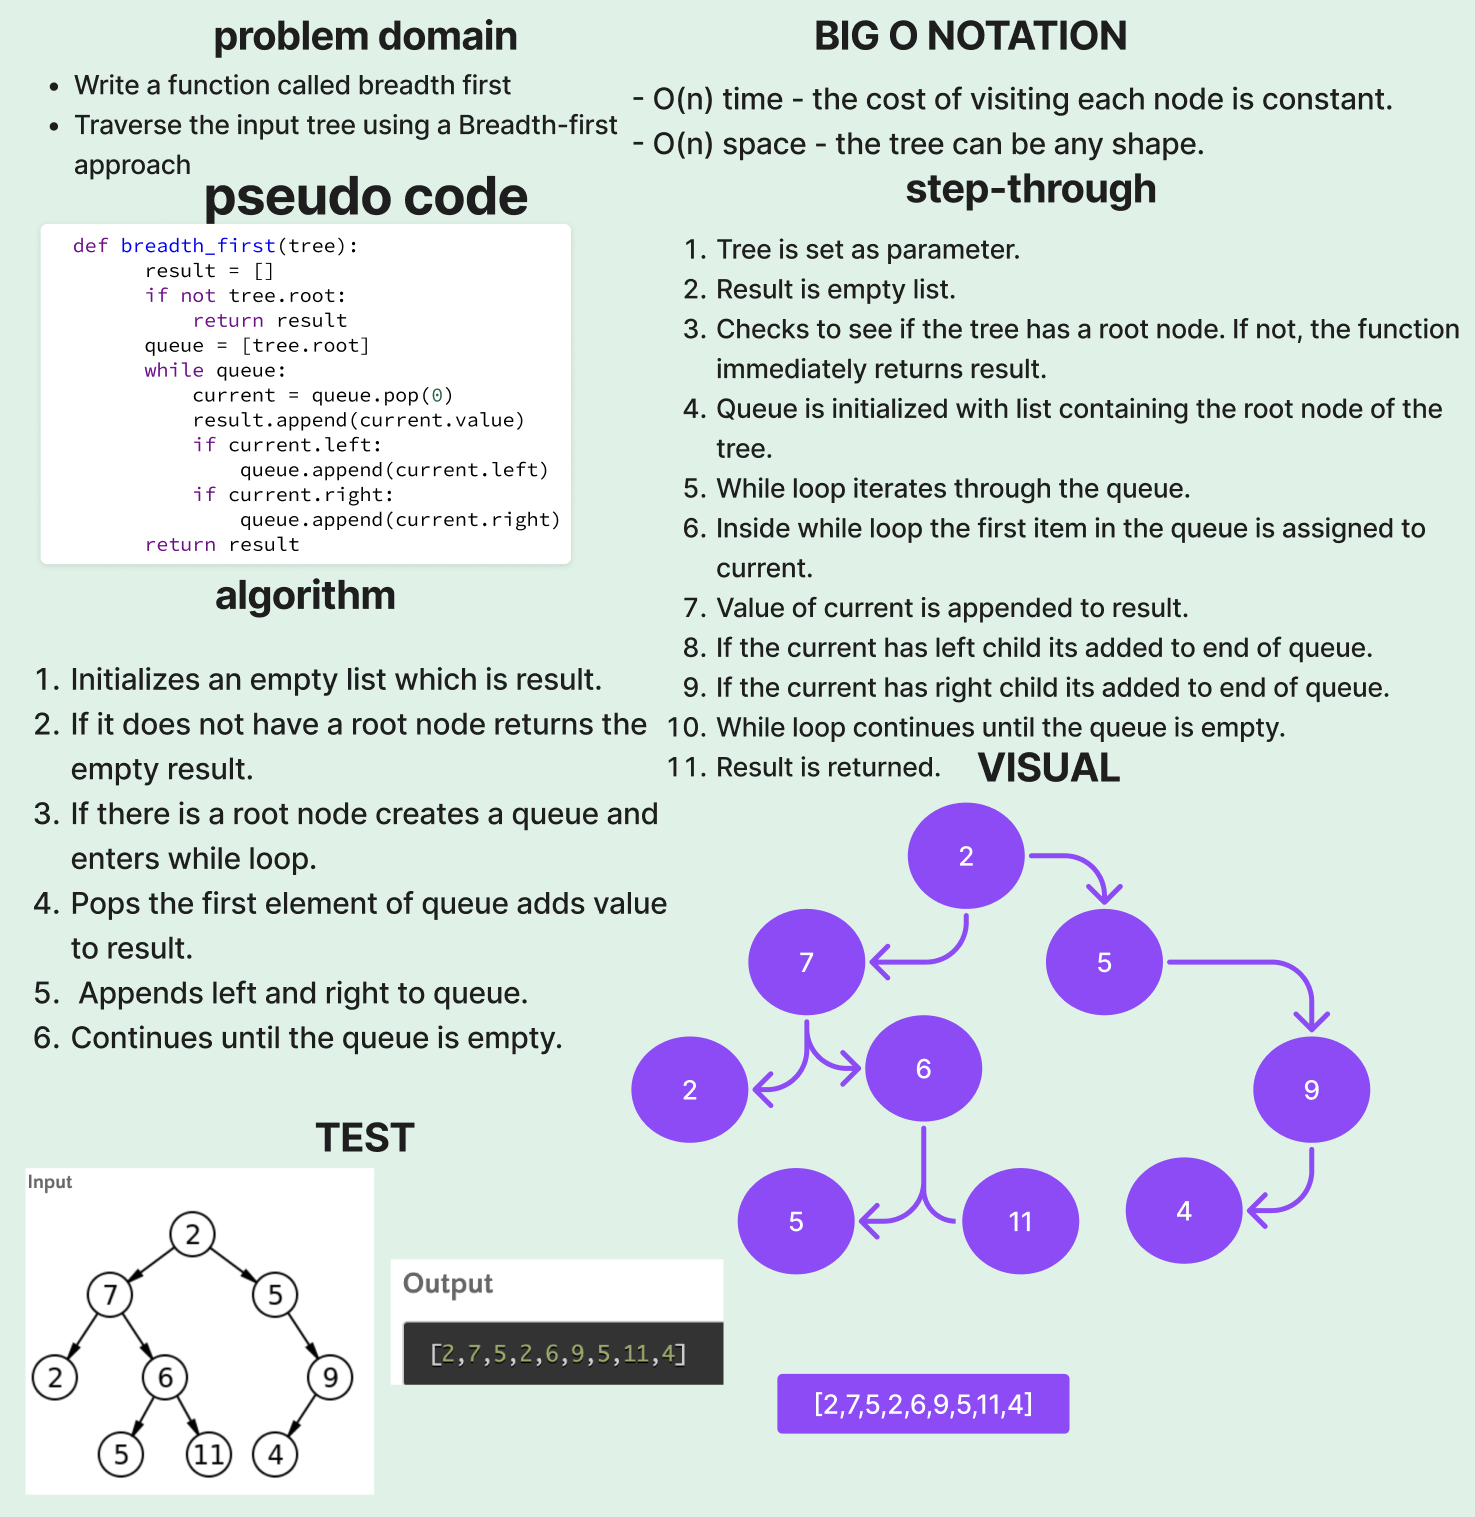 problem domain
• Write a function called breadth first
• Traverse the input tree using a Breadth-first
approach
pseudo code
def breadth_first(tree):
result = []
if not tree.root:
return result
queue = [tree.root]
while queue:
current = queue.pop(0)
result.append(current.value)
if current.left:
queue.append(current.left)
if current.right:
queue.append(current.right)
return result
algorithm
1. Initializes an empty list which is result.
2. If it does not have a root node returns the
empty result.
3. If there is a root node creates a queue and
enters while loop.
4. Pops the first element of queue adds value
to result.
5. Appends left and right to queue.
6. Continues until the queue is empty.
TEST
Input
2
7
5
2
6
9
5
11
4
Output
[2,7,5,2,6,9,5,11,4]
BIG O NOTATION
- O(n) time - the cost of visiting each node is constant.
- O(n) space - the tree can be any shape.
step-through
1. Tree is set as parameter.
2. Result is empty list.
3. Checks to see if the tree has a root node. If not, the function
immediately returns result.
4. Queue is initialized with list containing the root node of the
tree.
5. While loop iterates through the queue.
6. Inside while loop the first item in the queue is assigned to
current.
7. Value of current is appended to result.
8. If the current has left child its added to end of queue.
9. If the current has right child its added to end of queue.
10. While loop continues until the queue is empty.
11. Result is returned.
VISUAL
2
7
5
2
6
9
5
11
4
[2,7,5,2,6,9,5,11,4]